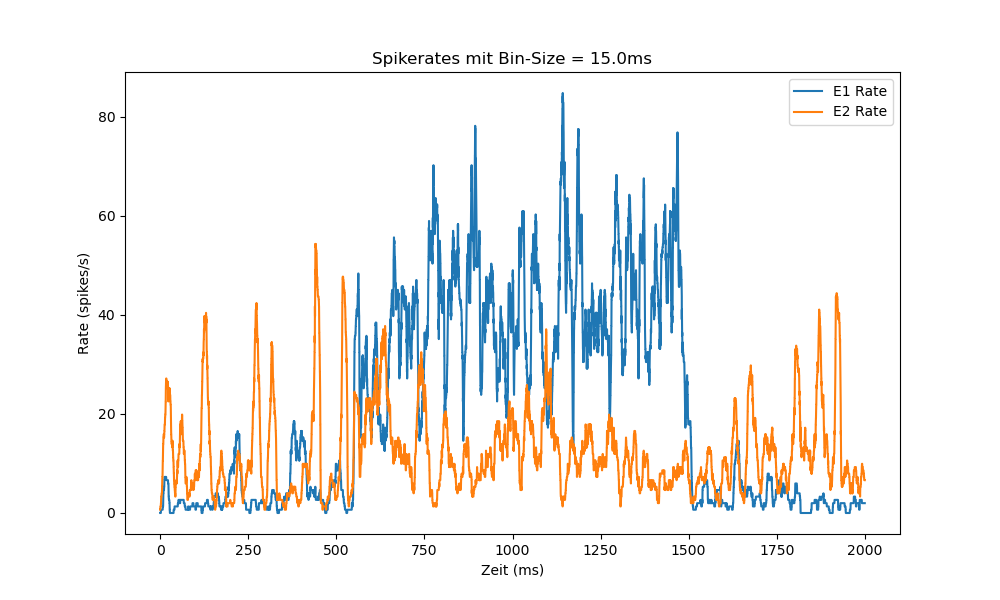 Spikerates mit Bin-Size = 15.0ms
E1 Rate
E2 Rate
80
60
40
20
0
Rate (spikes/s)
0 250 500 750 1000 1250 1500 1750 2000
Zeit (ms)